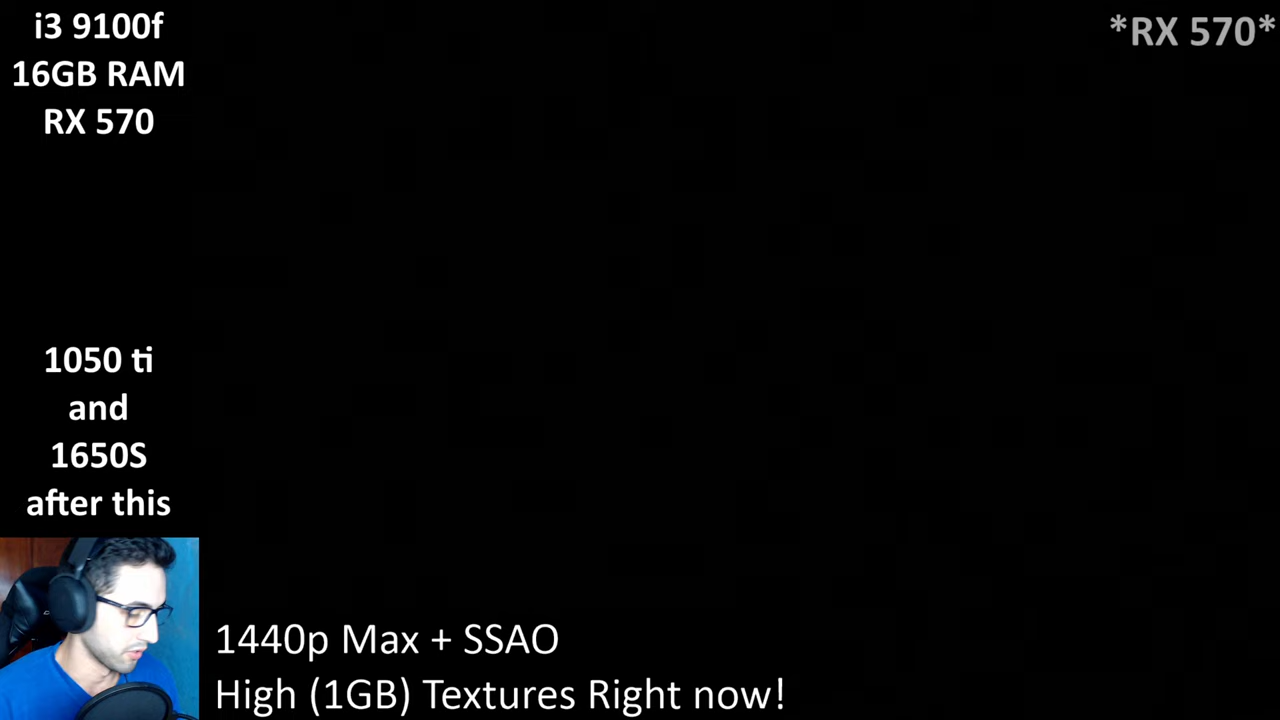 i3 9100f
16GB RAM
RX 570
*RX 570*
1050 ti
and
1650S
after this
1440p Max + SSAO
High (1GB) Textures Right now!